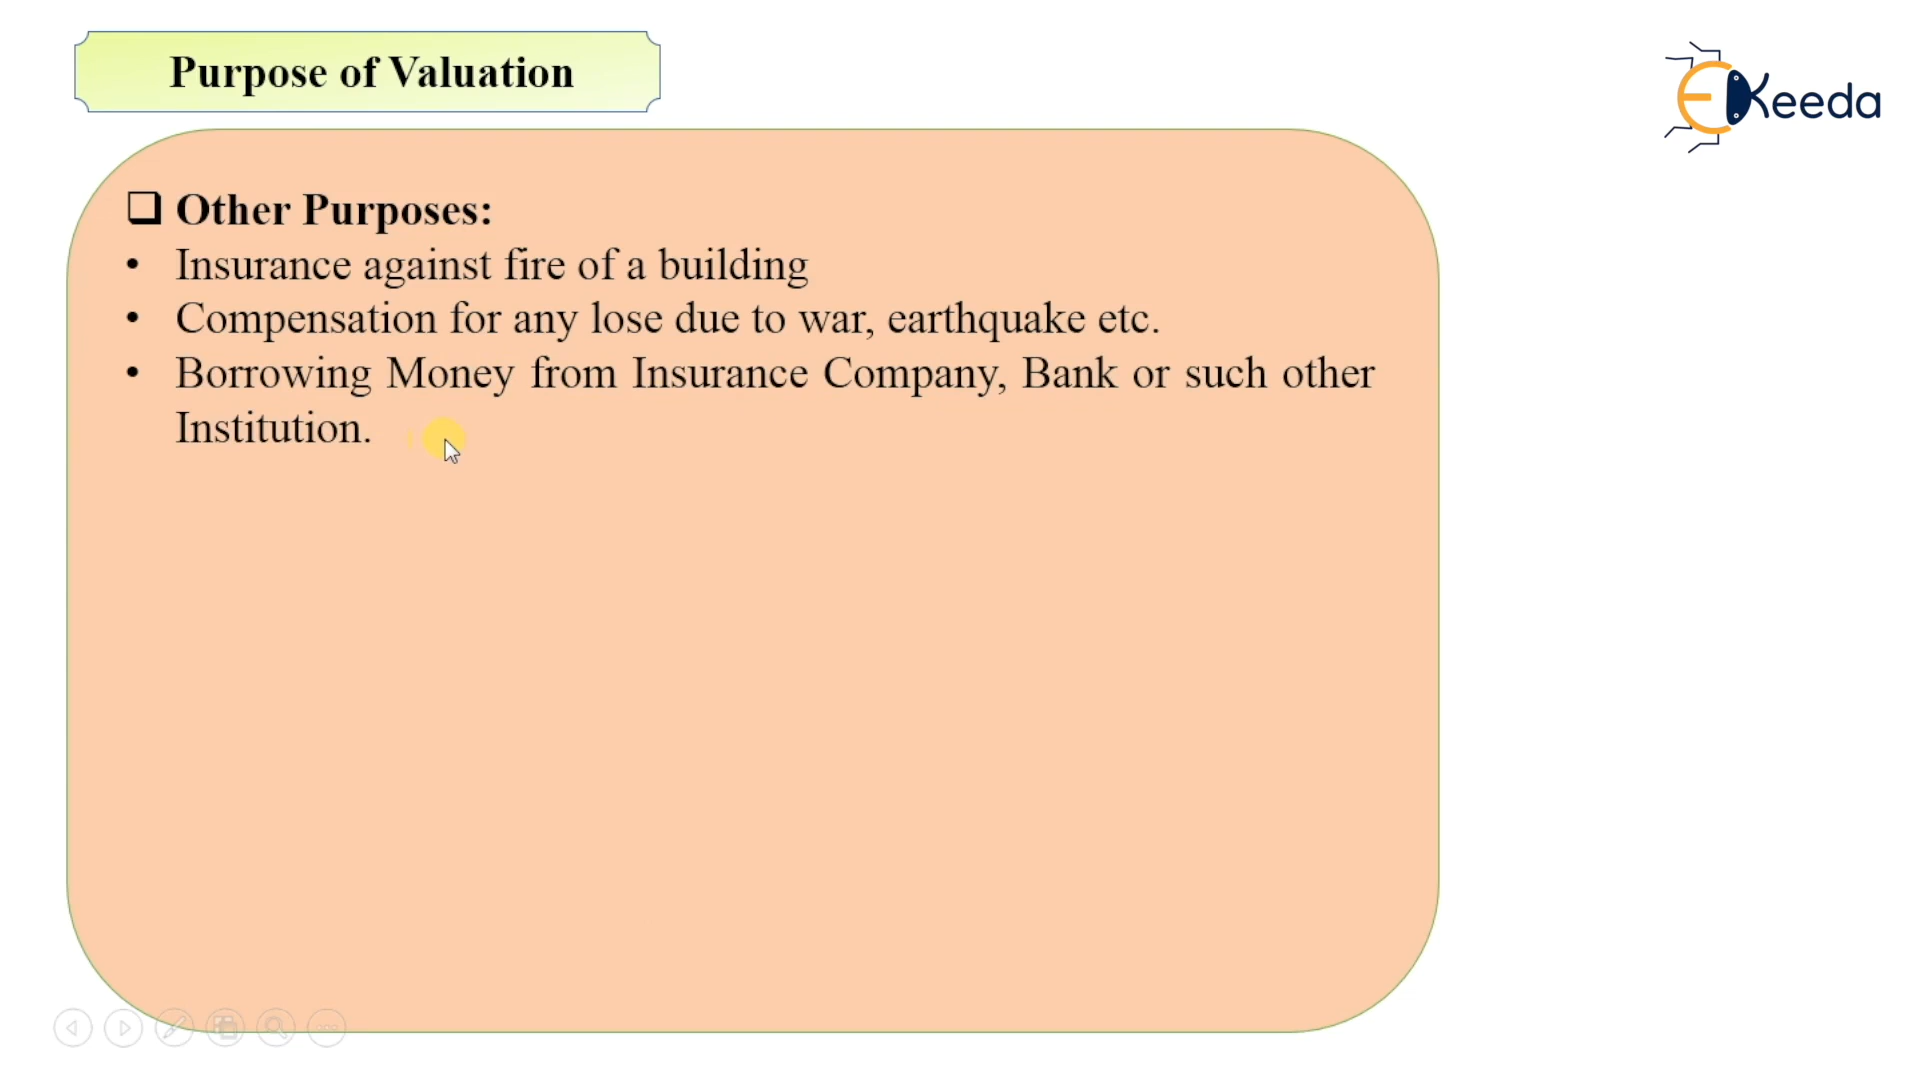 Purpose of Valuation
EKeeda
❑ Other Purposes:
• Insurance against fire of a building
• Compensation for any lose due to war, earthquake etc.
• Borrowing Money from Insurance Company, Bank or such other
Institution.